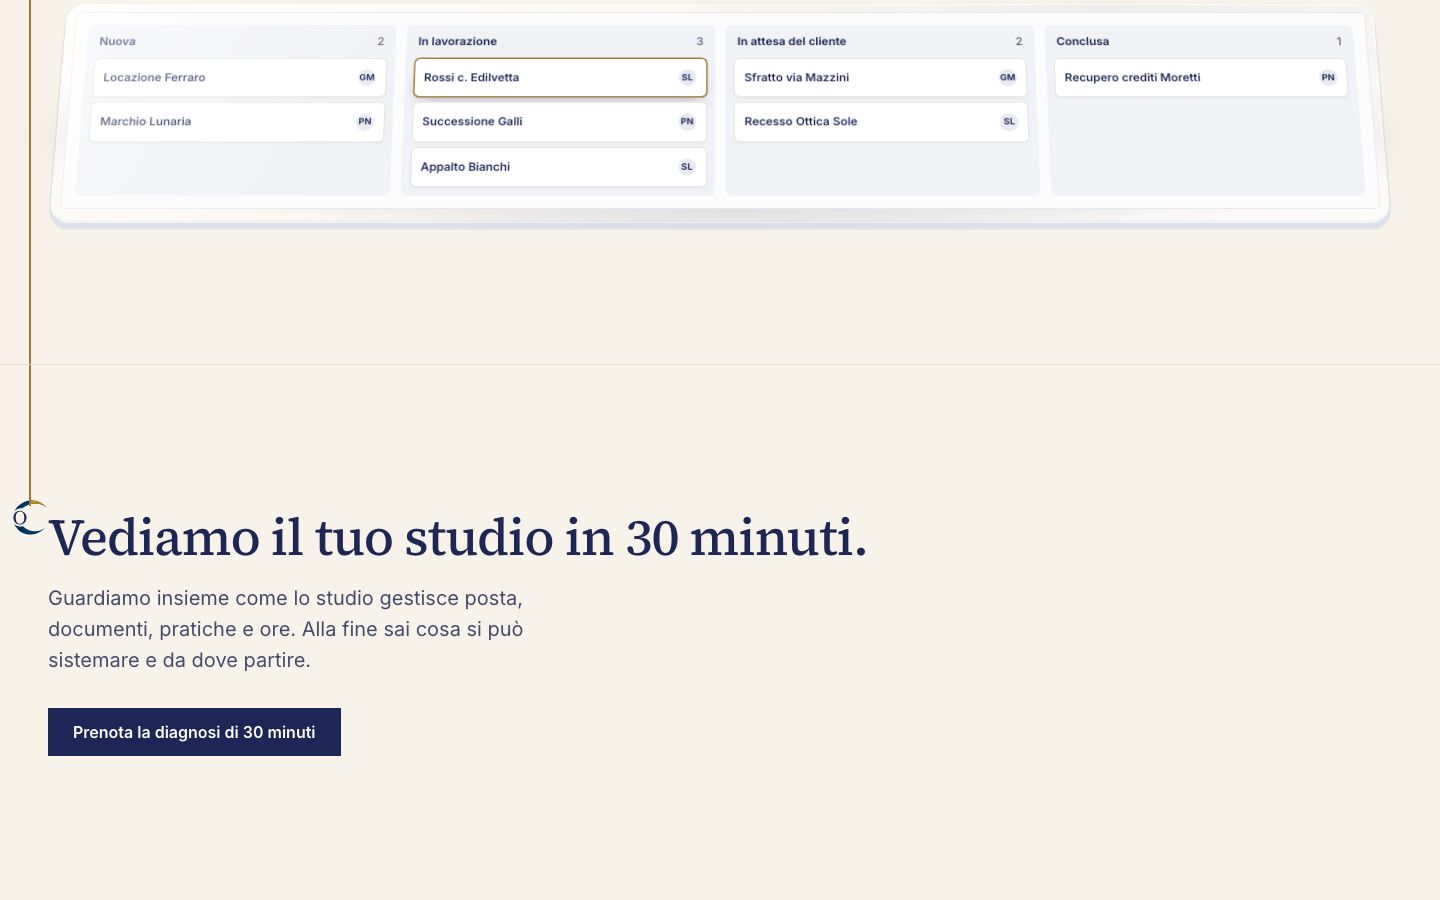 Nuova 2
Locazione Ferraro GM
Marchio Lunaria PN
In lavorazione 3
Rossi c. Edilvetta SL
Successione Galli PN
Appalto Bianchi SL
In attesa del cliente 2
Sfratto via Mazzini GM
Recesso Ottica Sole SL
Conclusa 1
Recupero crediti Moretti PN
Vediamo il tuo studio in 30 minuti.
Guardiamo insieme come lo studio gestisce posta,
documenti, pratiche e ore. Alla fine sai cosa si può
sistemare e da dove partire.
Prenota la diagnosi di 30 minuti